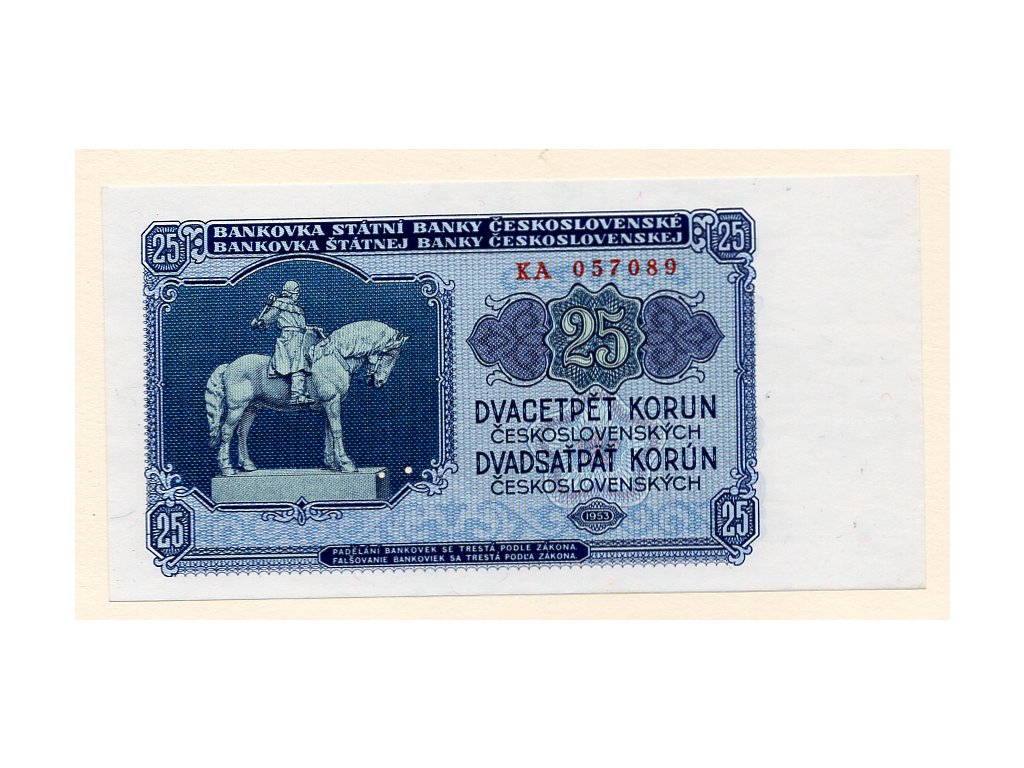 BANKOVKA STÁTNÍ BANKY ČESKOSLOVENSKÉ
BANKOVKA ŠTÁTNEJ BANKY ČESKOSLOVENSKEJ
25
25
KA 057089
25
DVACETPĚT KORUN
ČESKOSLOVENSKÝCH
DVADSAŤPÄŤ KORÚN
ČESKOSLOVENSKÝCH
1953
25
25
PADĚLÁNÍ BANKOVEK SE TRESTÁ PODLE ZÁKONA.
FALŠOVANIE BANKOVIEK SA TRESTÁ PODĽA ZÁKONA.